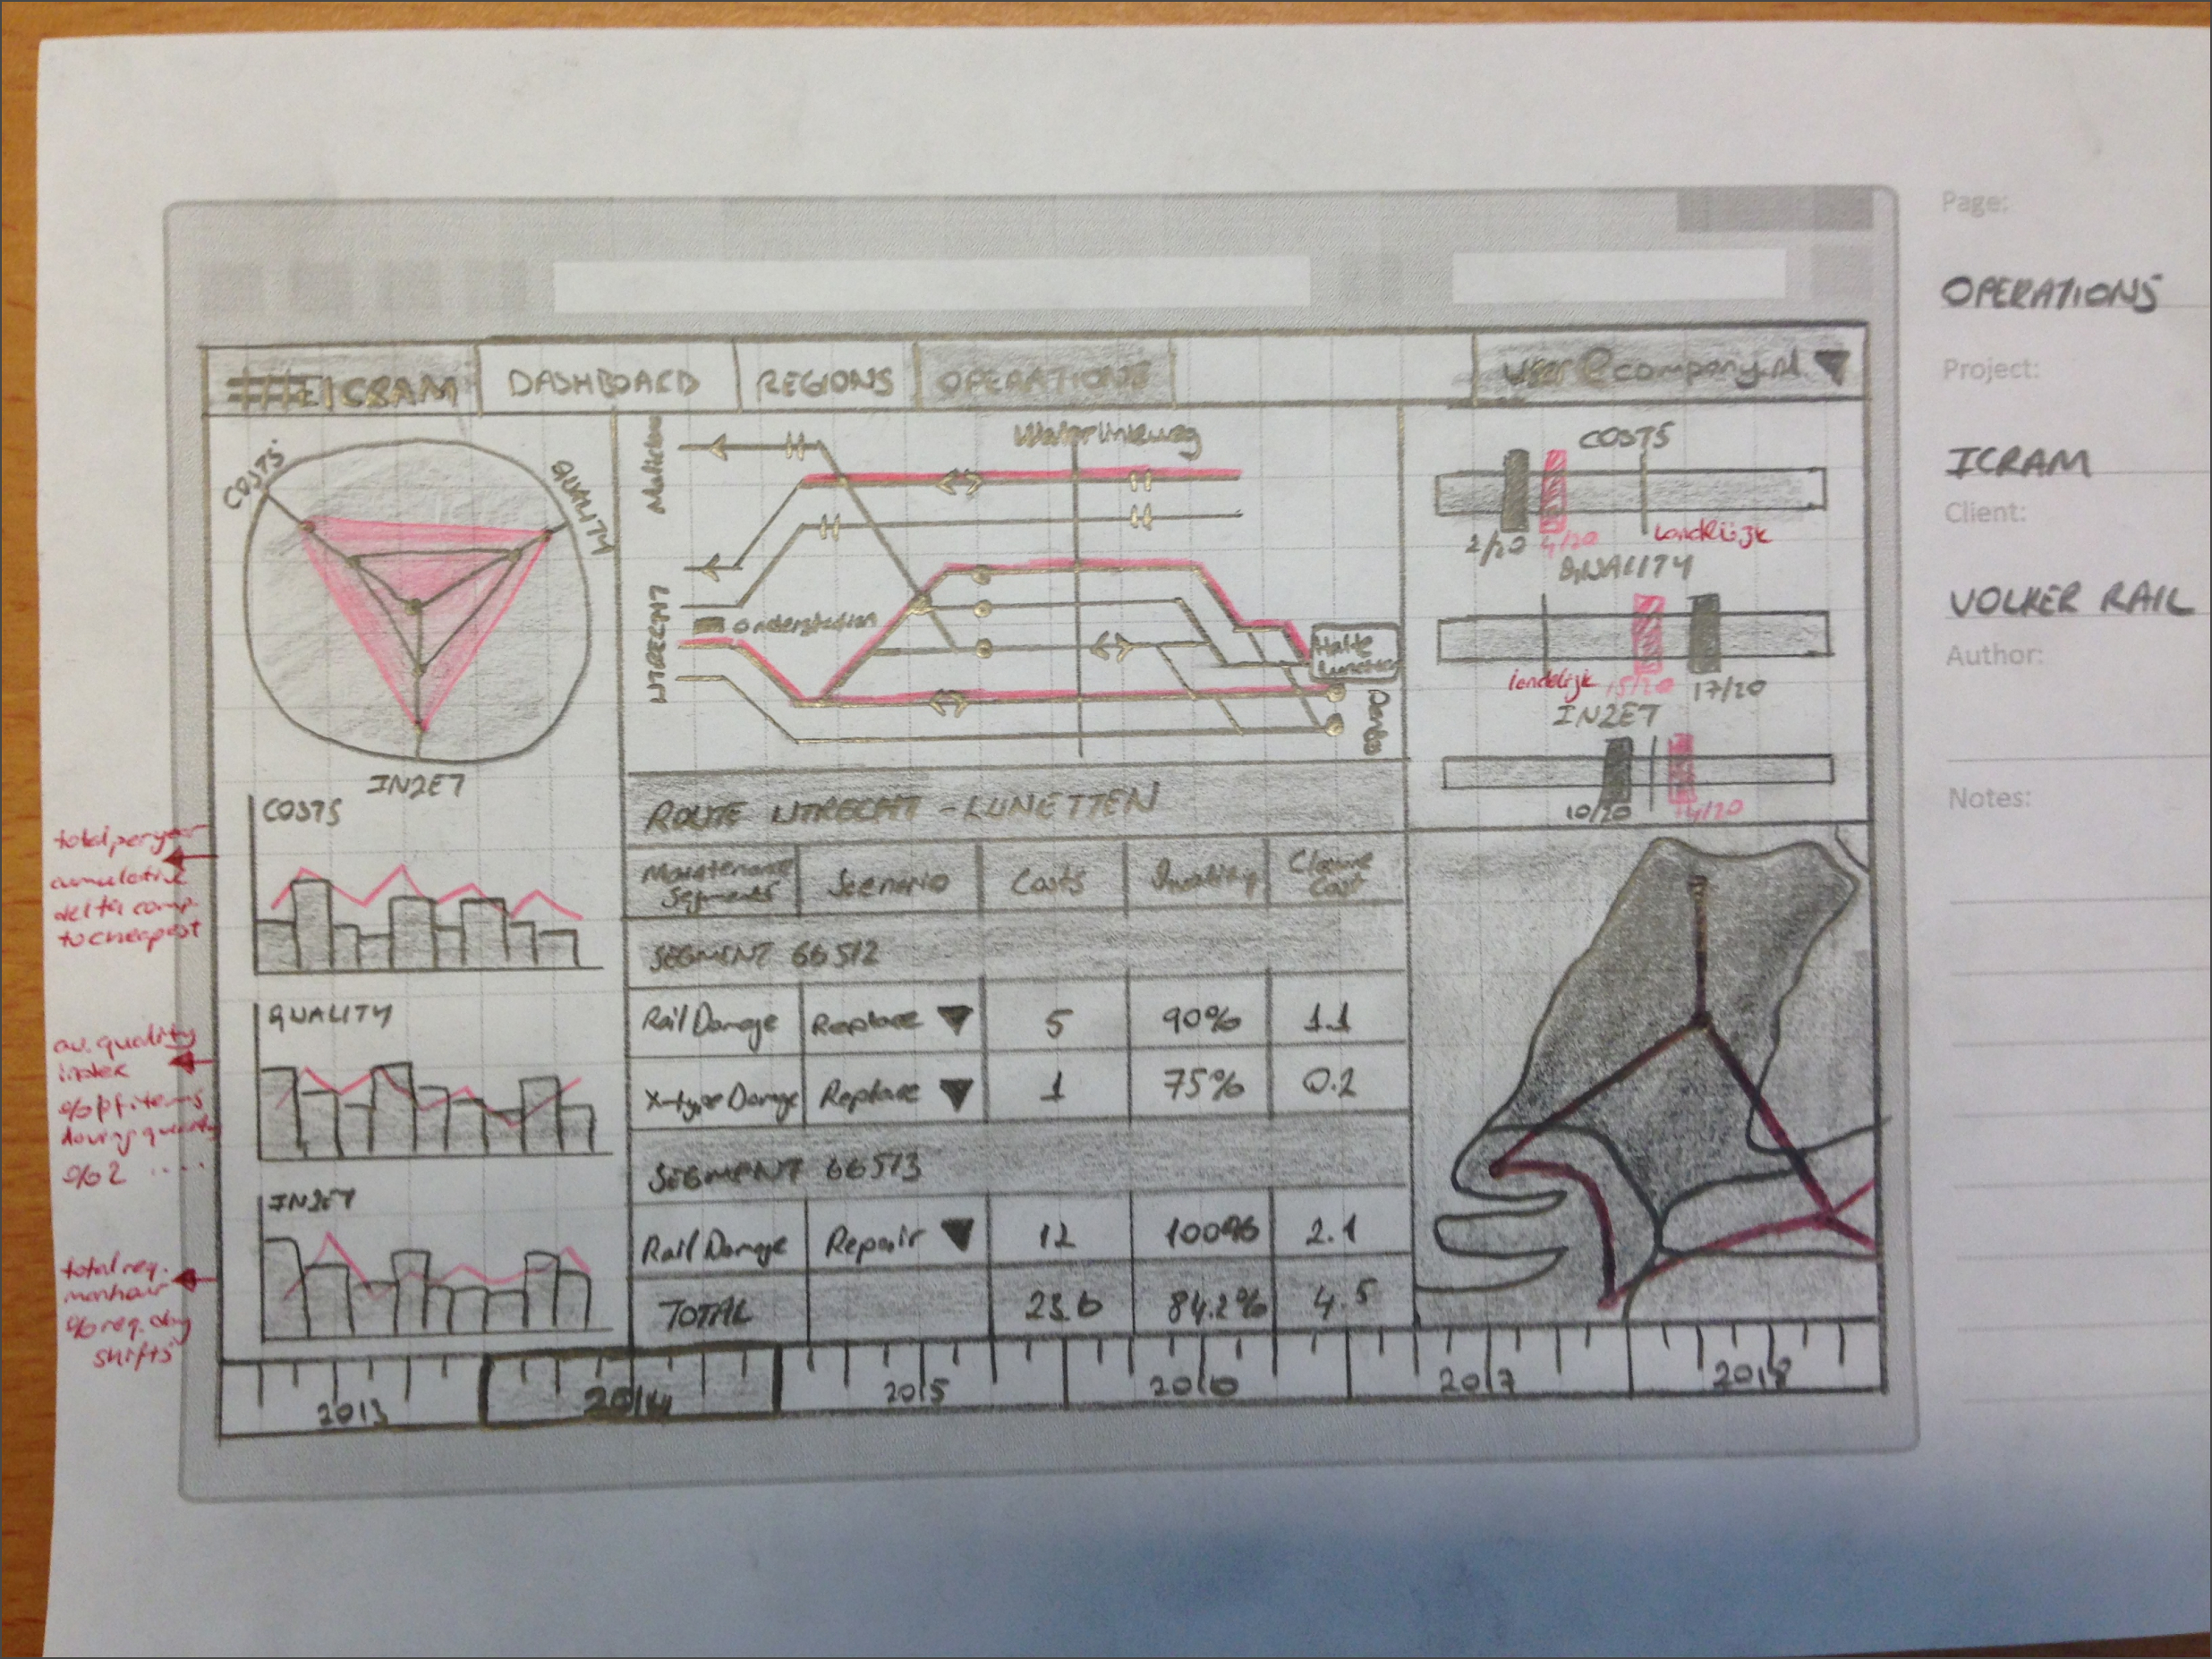 Page:
OPERATIONS
Project:
ICRAM
Client:
VOLKER RAIL
Author:
Notes:
ICRAM
DASHBOARD
REGIONS
OPERATIONS
user@company.nl
COSTS
QUALITY
INZET
COSTS
QUALITY
INZET
total per year
cumulative
delta comp.
to cheapest
av. quality
index
% of items
quality
% 2 ....
total req.
manhour
% req. day
shifts
UTRECHT
Onderstation
Waterlinieweg
Halte
Lunetten
ROUTE UTRECHT - LUNETTEN
Maintenance Segments
Scenario
Costs
Quality
Closure Cost
SEGMENT 66512
Rail Damage
Replace
5
90%
1.1
X-type Damage
Replace
1
75%
0.2
SEGMENT 66513
Rail Damage
Repair
12
100%
2.1
TOTAL
23.6
84.2%
4.5
COSTS
2/20
4/20
Landelijk
QUALITY
landelijk
15/20
17/20
INZET
10/20
14/20
2013
2014
2015
2016
2017
2018